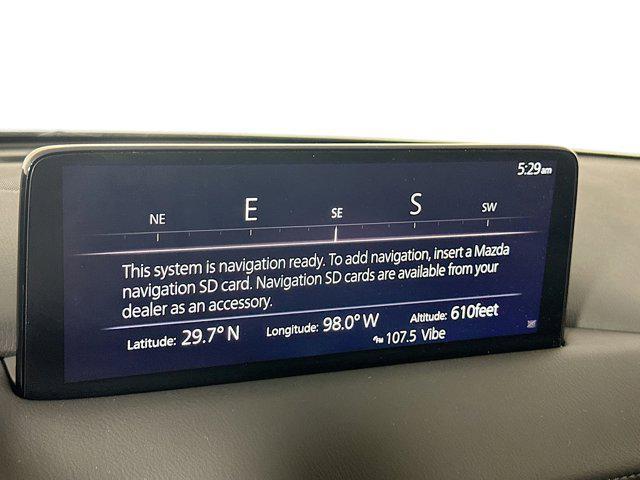 5:29am
NE E SE S SW
This system is navigation ready. To add navigation, insert a Mazda
navigation SD card. Navigation SD cards are available from your
dealer as an accessory.
Latitude: 29.7° N Longitude: 98.0° W Altitude: 610feet
107.5 Vibe